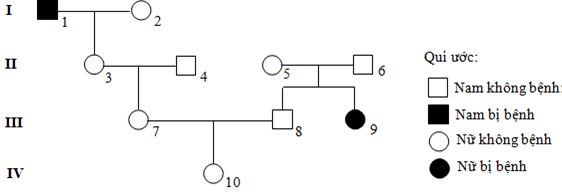 I
1
2
II
3
4
5
6
Qui ước:
Nam không bệnh:
Nam bị bệnh
III
7
8
9
Nữ không bệnh
Nữ bị bệnh
IV
10